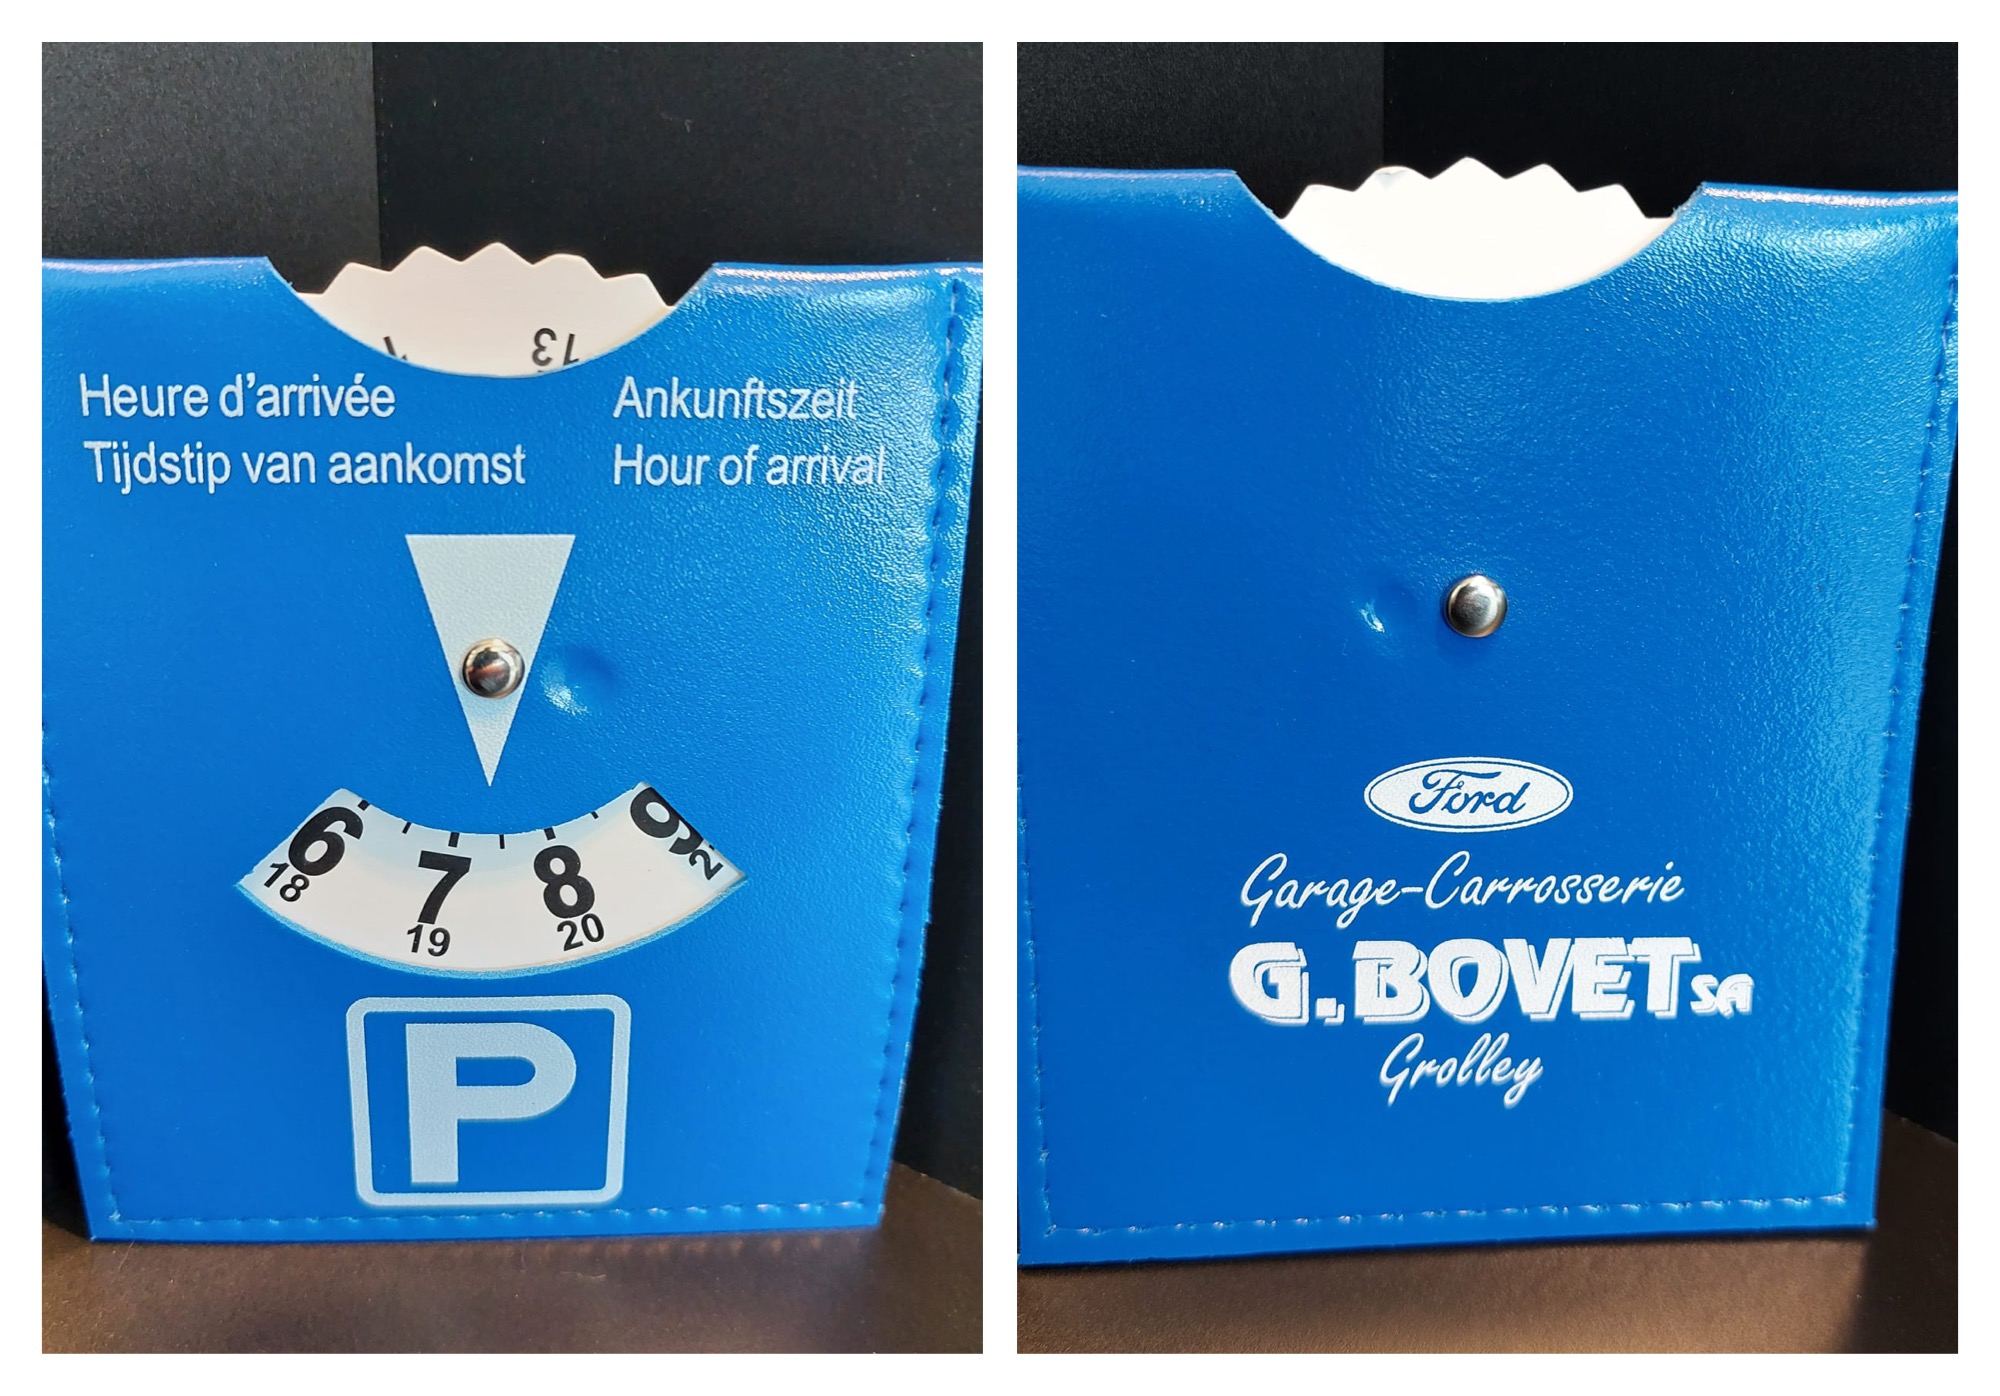 13
Heure d'arrivée
Tijdstip van aankomst
Ankunftszeit
Hour of arrival
6 7 8 9
18 19 20
P
Ford
Garage-Carrosserie
G. BOVET SA
Grolley